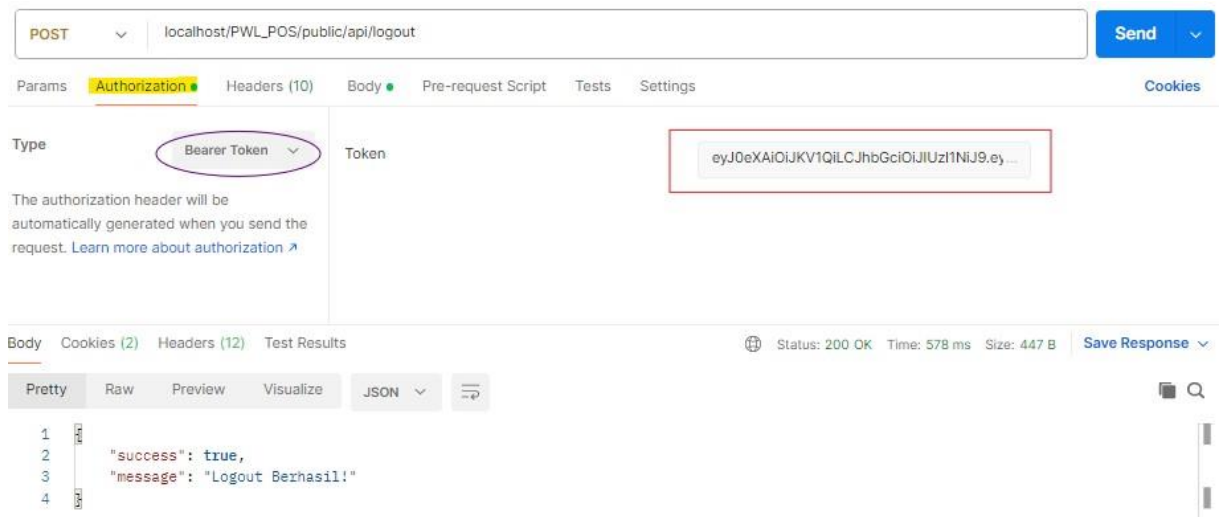 POST localhost/PWL_POS/public/api/logout Send
Params Authorization Headers (10) Body Pre-request Script Tests Settings Cookies
Type Bearer Token Token eyJ0eXAiOiJKV1QiLCJhbGciOiJIUzI1NiJ9.ey...
The authorization header will be
automatically generated when you send the
request. Learn more about authorization ↗
Body Cookies (2) Headers (12) Test Results Status: 200 OK Time: 578 ms Size: 447 B Save Response
Pretty Raw Preview Visualize JSON
1 {
2 "success": true,
3 "message": "Logout Berhasil!"
4 }